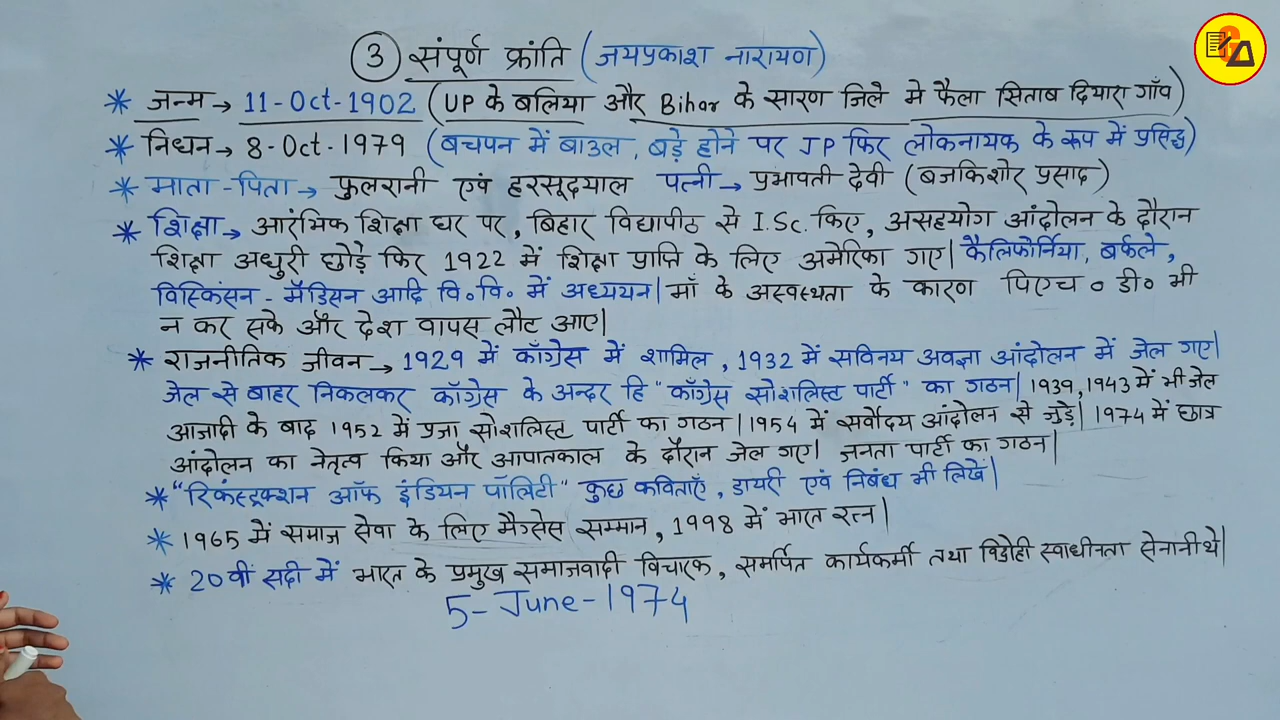 ③ संपूर्ण क्रांति (जयप्रकाश नारायण)
* जन्म → 11-Oct-1902 (UP के बलिया और Bihar के सारण जिले मे फैला सिताब दियारा गाँव)
* निधन → 8-Oct-1979 (बचपन में बाउल, बड़े होने पर JP फिर लोकनायक के रूप में प्रसिद्ध)
* माता-पिता → फुलरानी एवं हरसूदयाल पत्नी → प्रभावती देवी (बजकिशोर प्रसाद)
* शिक्षा → आरंभिक शिक्षा घर पर, बिहार विद्यापीठ से I.Sc. किए, असहयोग आंदोलन के दौरान
शिक्षा अधुरी छोड़े फिर 1922 में शिक्षा प्राप्ति के लिए अमेरिका गए| कैलिफोर्निया, बर्कले,
विस्किंसन - मैडिसन आदि वि॰ वि॰ में अध्ययन| माँ के अस्वस्थता के कारण पिएच॰ डी॰ भी
न कर सके और देश वापस लौट आए|
* राजनीतिक जीवन → 1929 में काँग्रेस में शामिल, 1932 में सविनय अवज्ञा आंदोलन में जेल गए|
जेल से बाहर निकलकर काँग्रेस के अन्दर हि "काँग्रेस सोशलिस्ट पार्टी" का गठन| 1939, 1943 में भी जेल
आजादी के बाद 1952 में प्रजा सोशलिस्ट पार्टी का गठन| 1954 में सर्वोदय आंदोलन से जुड़े| 1974 में छात्र
आंदोलन का नेतृत्व किया और आपातकाल के दौरान जेल गए| जनता पार्टी का गठन|
* "रिकंस्ट्रक्शन ऑफ इंडियन पॉलिटी" कुछ कविताएँ, डायरी एवं निबंध भी लिखें|
* 1965 में समाज सेवा के लिए मैग्सेस सम्मान, 1998 में भारत रत्न|
* 20वीं सदी में भारत के प्रमुख समाजवादी विचारक, समर्पित कार्यकर्मी तथा विद्रोही स्वाधीनता सेनानी थे|
5-June-1974